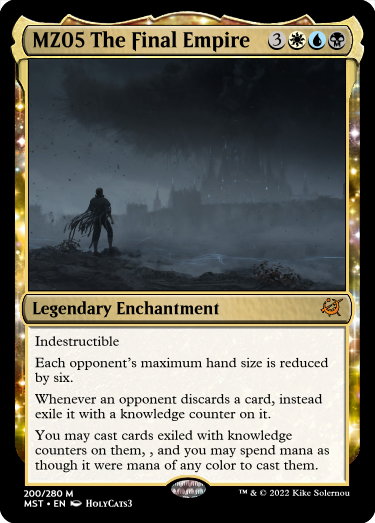 MZ05 The Final Empire 3
Legendary Enchantment
Indestructible
Each opponent's maximum hand size is reduced
by six.
Whenever an opponent discards a card, instead
exile it with a knowledge counter on it.
You may cast cards exiled with knowledge
counters on them, , and you may spend mana as
though it were mana of any color to cast them.
200/280 M
MST • EN HolyCats3
™ & © 2022 Kike Solernou